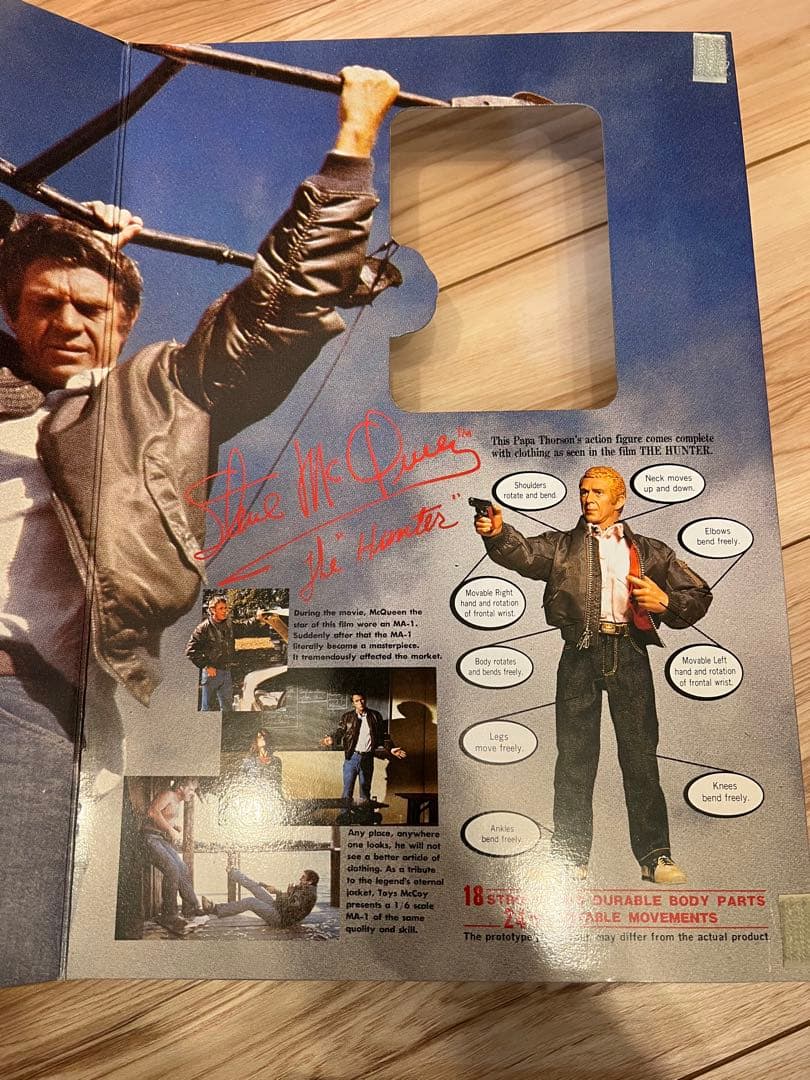 Steve McQueen™
"The Hunter"
This Papa Thorson's action figure comes complete
with clothing as seen in the film THE HUNTER.
Shoulders
rotate and bend.
Neck moves
up and down.
Elbows
bend freely.
Movable Right
hand and rotation
of frontal wrist.
Body rotates
and bends freely.
Movable Left
hand and rotation
of frontal wrist.
Legs
move freely.
Knees
bend freely.
Ankles
bend freely.
During the movie, McQueen the
star of this film wore an MA-1.
Suddenly after that the MA-1
literally became a masterpiece.
It tremendously affected the market.
Any place, anywhere
one looks, he will not
see a better article of
clothing. As a tribute
to the legend's eternal
jacket, Toys McCoy
presents a 1/6 scale
MA-1 of the same
quality and skill.
18 DURABLE BODY PARTS
24 MOVEMENTS
The prototype may differ from the actual product